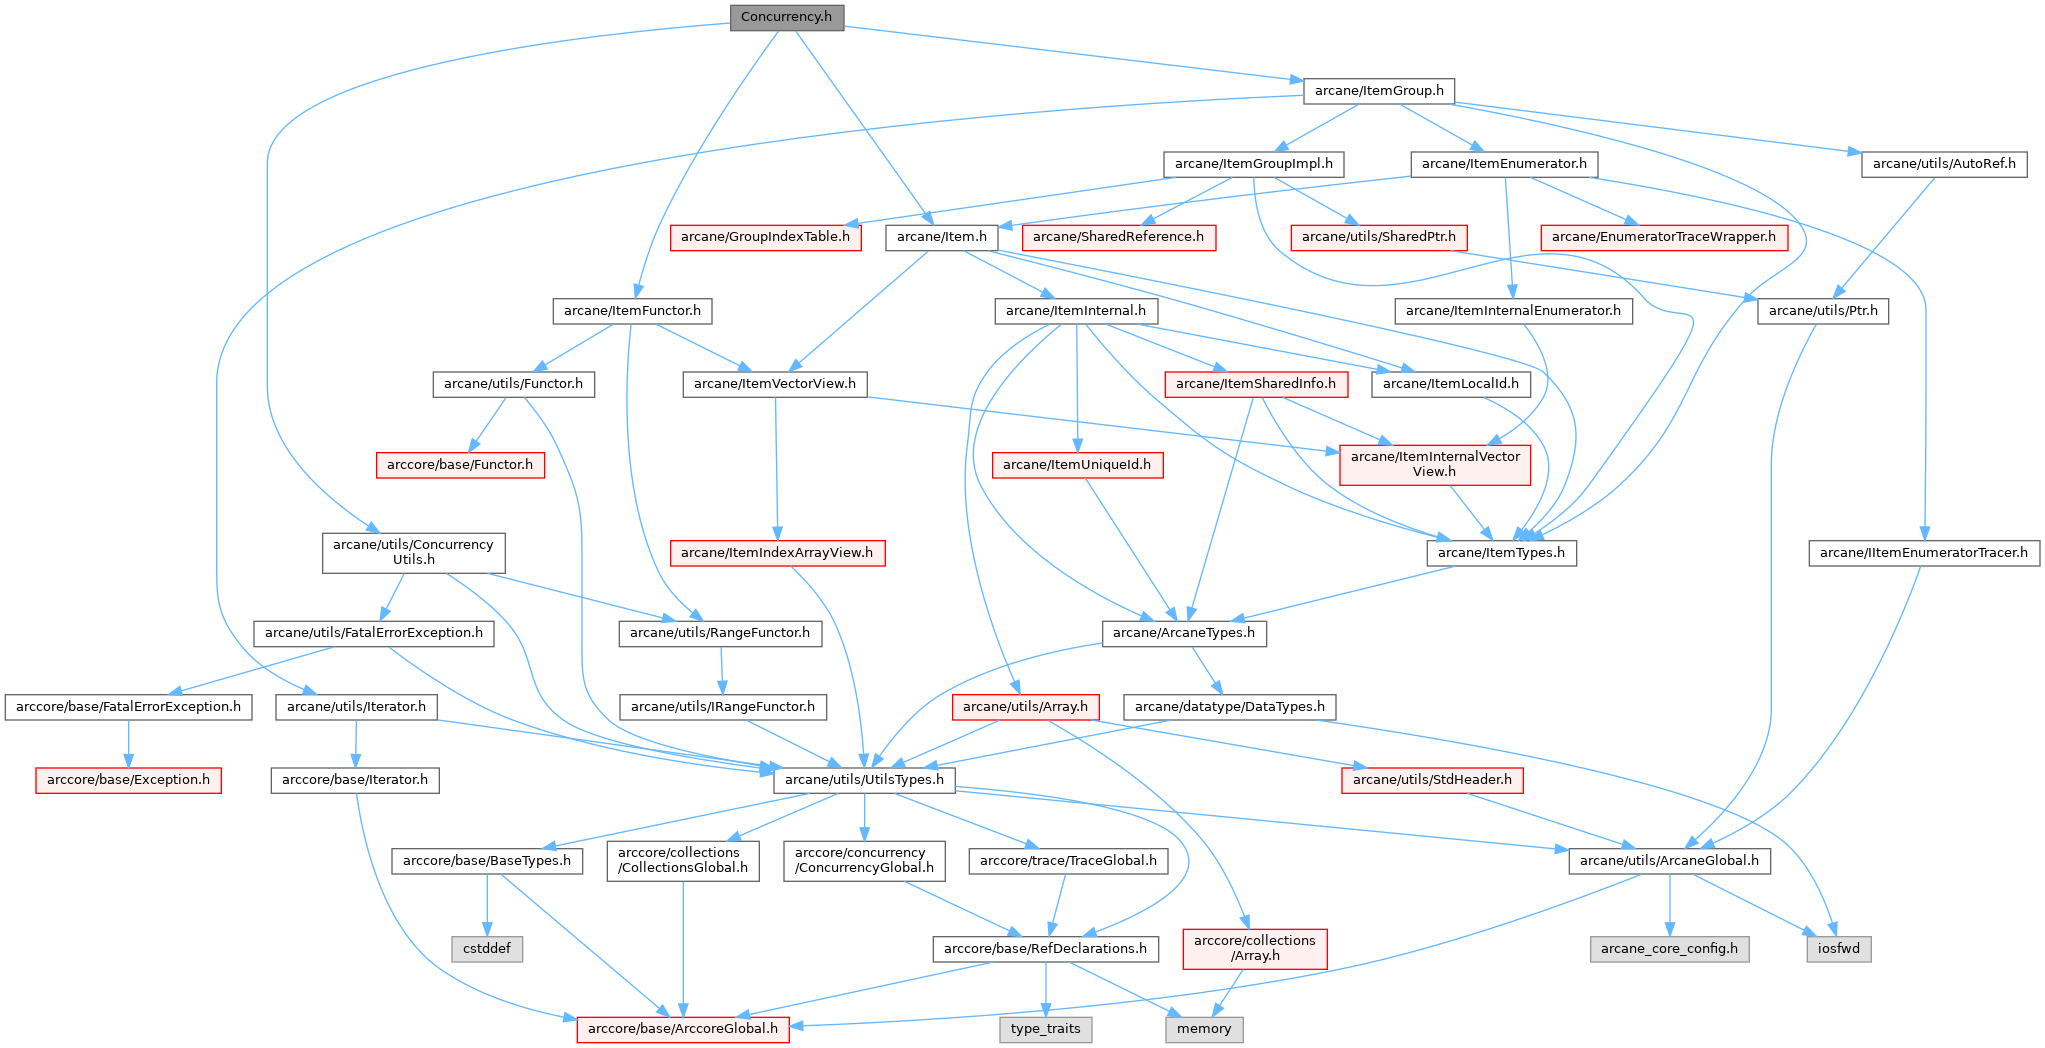 Concurrency.h
arcane/ItemGroup.h
arcane/ItemGroupImpl.h
arcane/ItemEnumerator.h
arcane/utils/AutoRef.h
arcane/GroupIndexTable.h
arcane/Item.h
arcane/SharedReference.h
arcane/utils/SharedPtr.h
arcane/EnumeratorTraceWrapper.h
arcane/ItemFunctor.h
arcane/ItemInternal.h
arcane/ItemInternalEnumerator.h
arcane/utils/Ptr.h
arcane/utils/Functor.h
arcane/ItemVectorView.h
arcane/ItemSharedInfo.h
arcane/ItemLocalId.h
arccore/base/Functor.h
arcane/ItemUniqueId.h
arcane/ItemInternalVector
View.h
arcane/utils/Concurrency
Utils.h
arcane/ItemIndexArrayView.h
arcane/ItemTypes.h
arcane/IItemEnumeratorTracer.h
arcane/utils/FatalErrorException.h
arcane/utils/RangeFunctor.h
arcane/ArcaneTypes.h
arccore/base/FatalErrorException.h
arcane/utils/Iterator.h
arcane/utils/IRangeFunctor.h
arcane/utils/Array.h
arcane/datatype/DataTypes.h
arccore/base/Exception.h
arccore/base/Iterator.h
arcane/utils/UtilsTypes.h
arcane/utils/StdHeader.h
arccore/base/BaseTypes.h
arccore/collections
/CollectionsGlobal.h
arccore/concurrency
/ConcurrencyGlobal.h
arccore/trace/TraceGlobal.h
arcane/utils/ArcaneGlobal.h
cstddef
arccore/base/RefDeclarations.h
arccore/collections
/Array.h
arcane_core_config.h
iosfwd
arccore/base/ArccoreGlobal.h
type_traits
memory